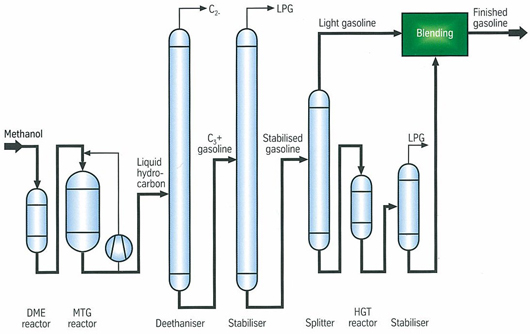 C₂-
LPG
Light gasoline
Blending
Finished
gasoline
Methanol
Liquid
hydro-
carbon
C₃+
gasoline
Stabilised
gasoline
LPG
DME
reactor
MTG
reactor
Deethaniser
Stabiliser
Splitter
HGT
reactor
Stabiliser